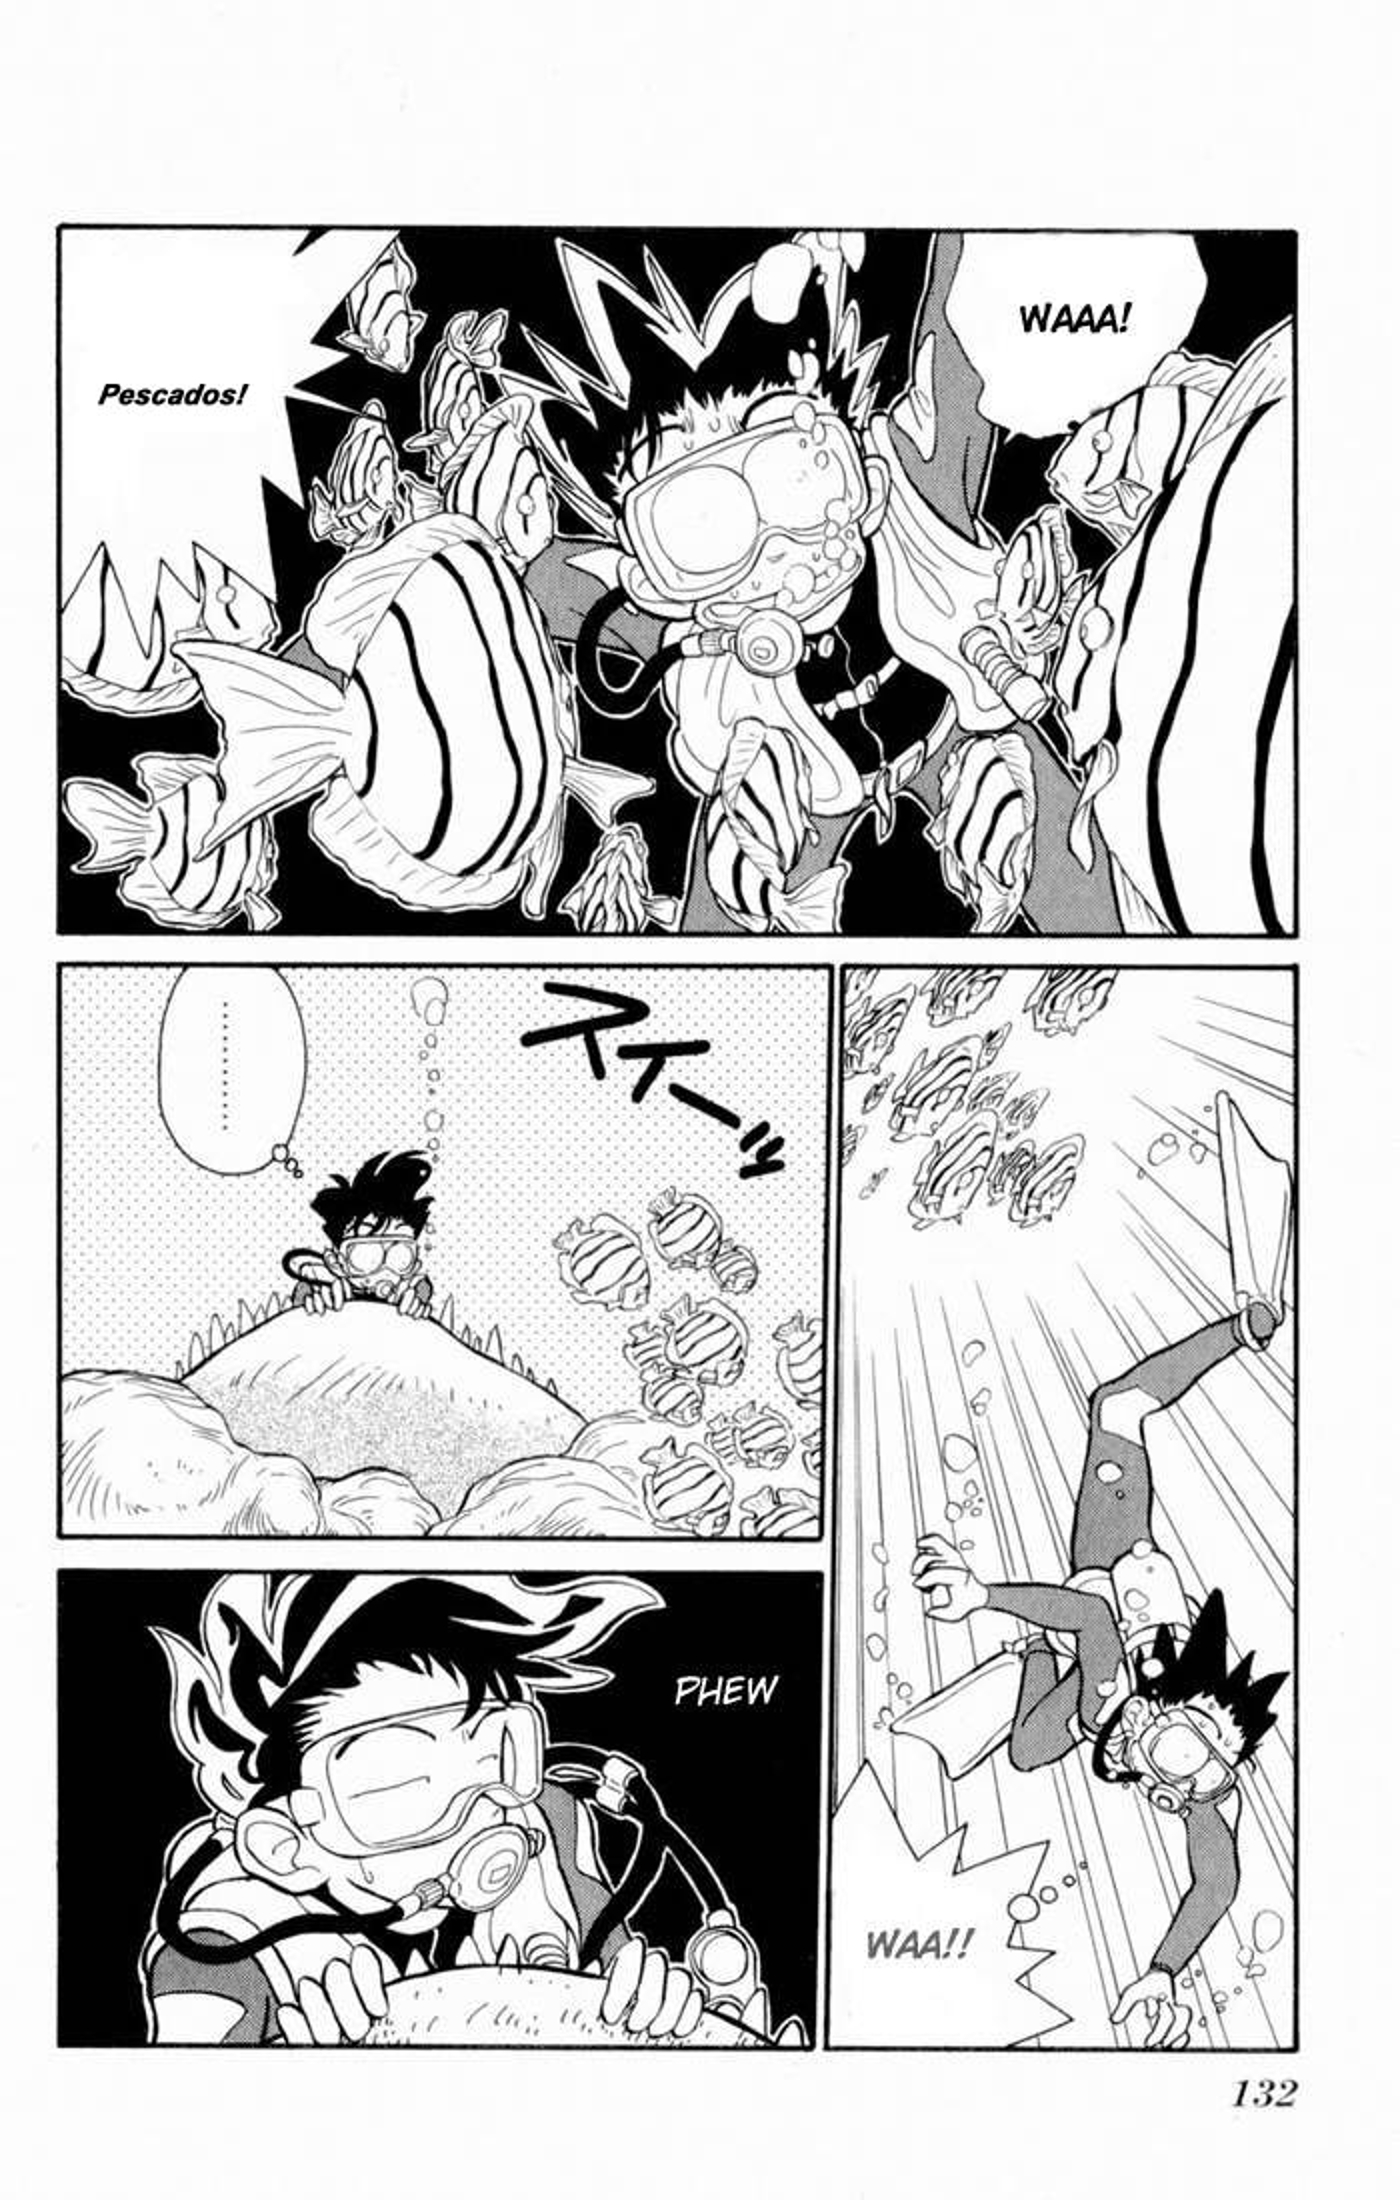 WAAA!
Pescados!
WAA!!
スイーッ
............
PHEW
132